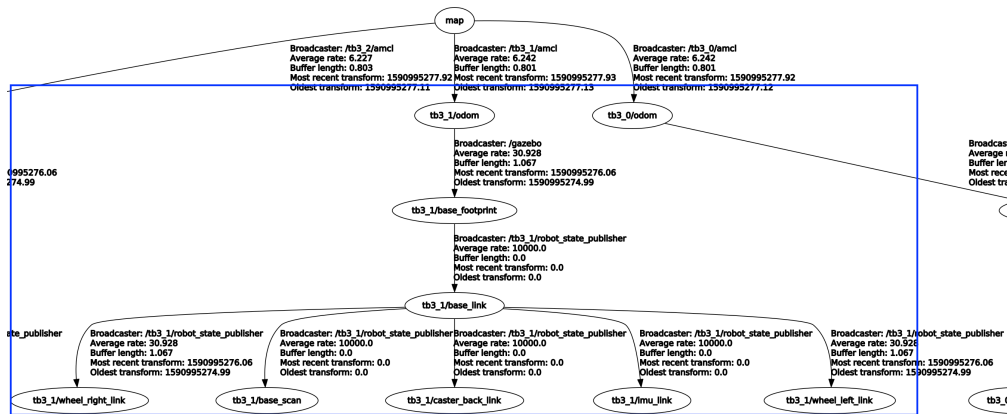 map
Broadcaster: /tb3_2/amcl
Average rate: 6.227
Buffer length: 0.803
Most recent transform: 1590995277.92
Oldest transform: 1590995277.11
Broadcaster: /tb3_1/amcl
Average rate: 6.242
Buffer length: 0.801
Most recent transform: 1590995277.93
Oldest transform: 1590995277.13
Broadcaster: /tb3_0/amcl
Average rate: 6.242
Buffer length: 0.801
Most recent transform: 1590995277.92
Oldest transform: 1590995277.12
tb3_1/odom
tb3_0/odom
0995276.06
274.99
Broadcaster: /gazebo
Average rate: 30.928
Buffer length: 1.067
Most recent transform: 1590995276.06
Oldest transform: 1590995274.99
Broadcas
Average r
Buffer len
Most rece
Oldest tra
tb3_1/base_footprint
Broadcaster: /tb3_1/robot_state_publisher
Average rate: 10000.0
Buffer length: 0.0
Most recent transform: 0.0
Oldest transform: 0.0
tb3_1/base_link
ate_publisher
Broadcaster: /tb3_1/robot_state_publisher
Average rate: 30.928
Buffer length: 1.067
Most recent transform: 1590995276.06
Oldest transform: 1590995274.99
Broadcaster: /tb3_1/robot_state_publisher
Average rate: 10000.0
Buffer length: 0.0
Most recent transform: 0.0
Oldest transform: 0.0
Broadcaster: /tb3_1/robot_state_publisher
Average rate: 10000.0
Buffer length: 0.0
Most recent transform: 0.0
Oldest transform: 0.0
Broadcaster: /tb3_1/robot_state_publisher
Average rate: 10000.0
Buffer length: 0.0
Most recent transform: 0.0
Oldest transform: 0.0
Broadcaster: /tb3_1/robot_state_publisher
Average rate: 30.928
Buffer length: 1.067
Most recent transform: 1590995276.06
Oldest transform: 1590995274.99
tb3_1/wheel_right_link
tb3_1/base_scan
tb3_1/caster_back_link
tb3_1/imu_link
tb3_1/wheel_left_link